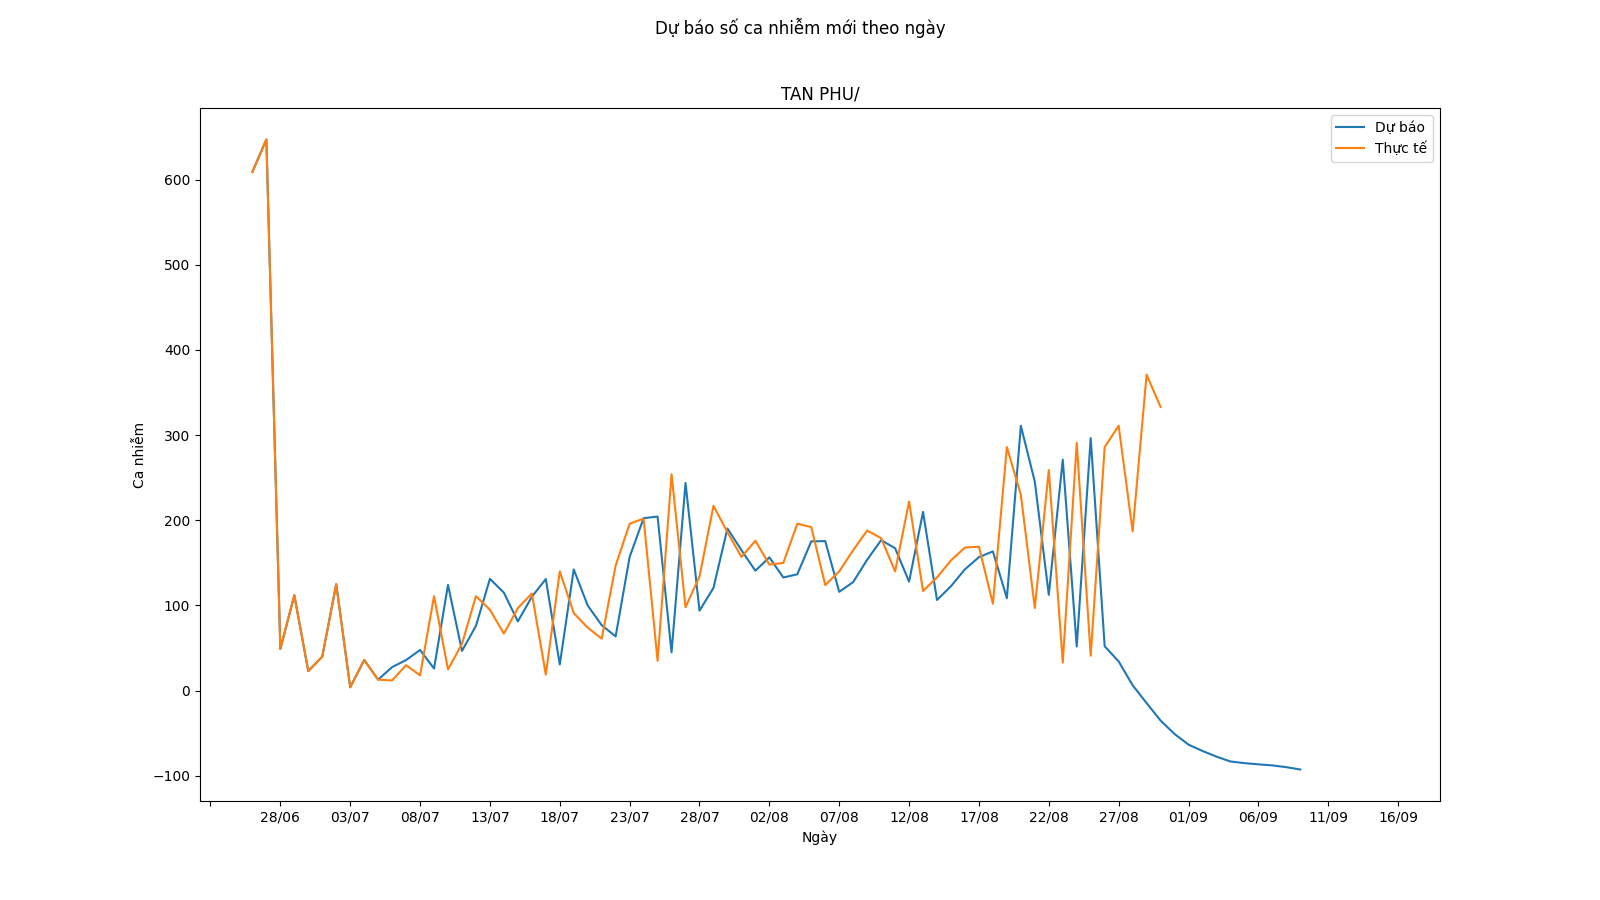 Dự báo số ca nhiễm mới theo ngày
TAN PHU/
Dự báo
Thực tế
600
500
400
300
200
100
0
−100
Ca nhiễm
28/06 03/07 08/07 13/07 18/07 23/07 28/07 02/08 07/08 12/08 17/08 22/08 27/08 01/09 06/09 11/09 16/09
Ngày